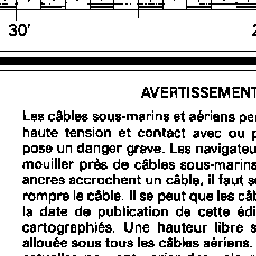 30'
2
AVERTISSEMENT
Les câbles sous-marins et aériens pe
haute tension et contact avec ou p
pose un danger grave. Les navigateu
mouiller près de câbles sous-marins
ancres accrochent un câble, il faut s
rompre le câble. Il se peut que les câb
la date de publication de cette édi
cartographiés. Une hauteur libre s
allouée sous tous les câbles aériens.